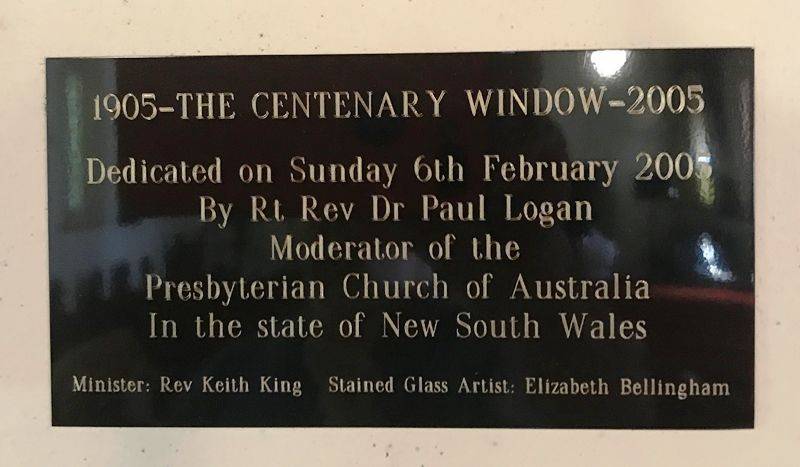 1905-THE CENTENARY WINDOW-2005
Dedicated on Sunday 6th February 2005
By Rt Rev Dr Paul Logan
Moderator of the
Presbyterian Church of Australia
In the state of New South Wales
Minister: Rev Keith King Stained Glass Artist: Elizabeth Bellingham